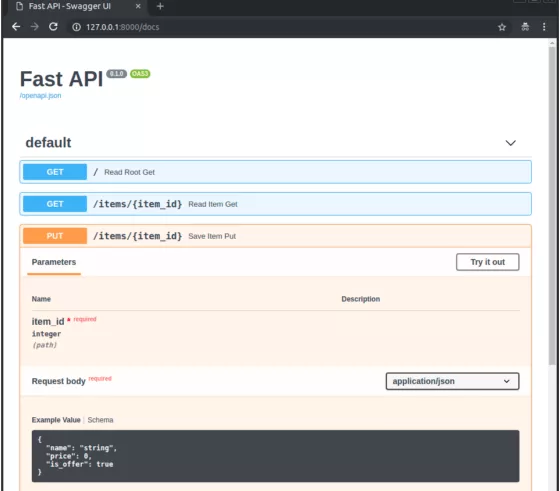 Fast API - Swagger UI
127.0.0.1:8000/docs
Fast API 0.1.0 OAS3
/openapi.json
default
GET / Read Root Get
GET /items/{item_id} Read Item Get
PUT /items/{item_id} Save Item Put
Parameters
Try it out
Name Description
item_id * required
integer
(path)
Request body required
application/json
Example Value | Schema
{
"name": "string",
"price": 0,
"is_offer": true
}